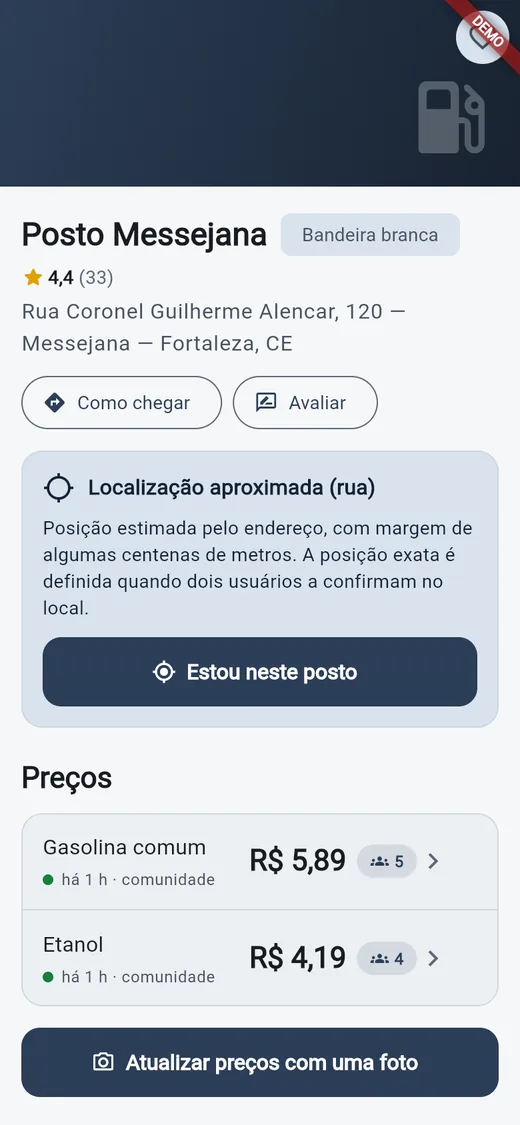 DEMO
Posto Messejana
Bandeira branca
4,4 (33)
Rua Coronel Guilherme Alencar, 120 —
Messejana — Fortaleza, CE
Como chegar
Avaliar
Localização aproximada (rua)
Posição estimada pelo endereço, com margem de
algumas centenas de metros. A posição exata é
definida quando dois usuários a confirmam no
local.
Estou neste posto
Preços
Gasolina comum
há 1 h · comunidade
R$ 5,89
5
Etanol
há 1 h · comunidade
R$ 4,19
4
Atualizar preços com uma foto